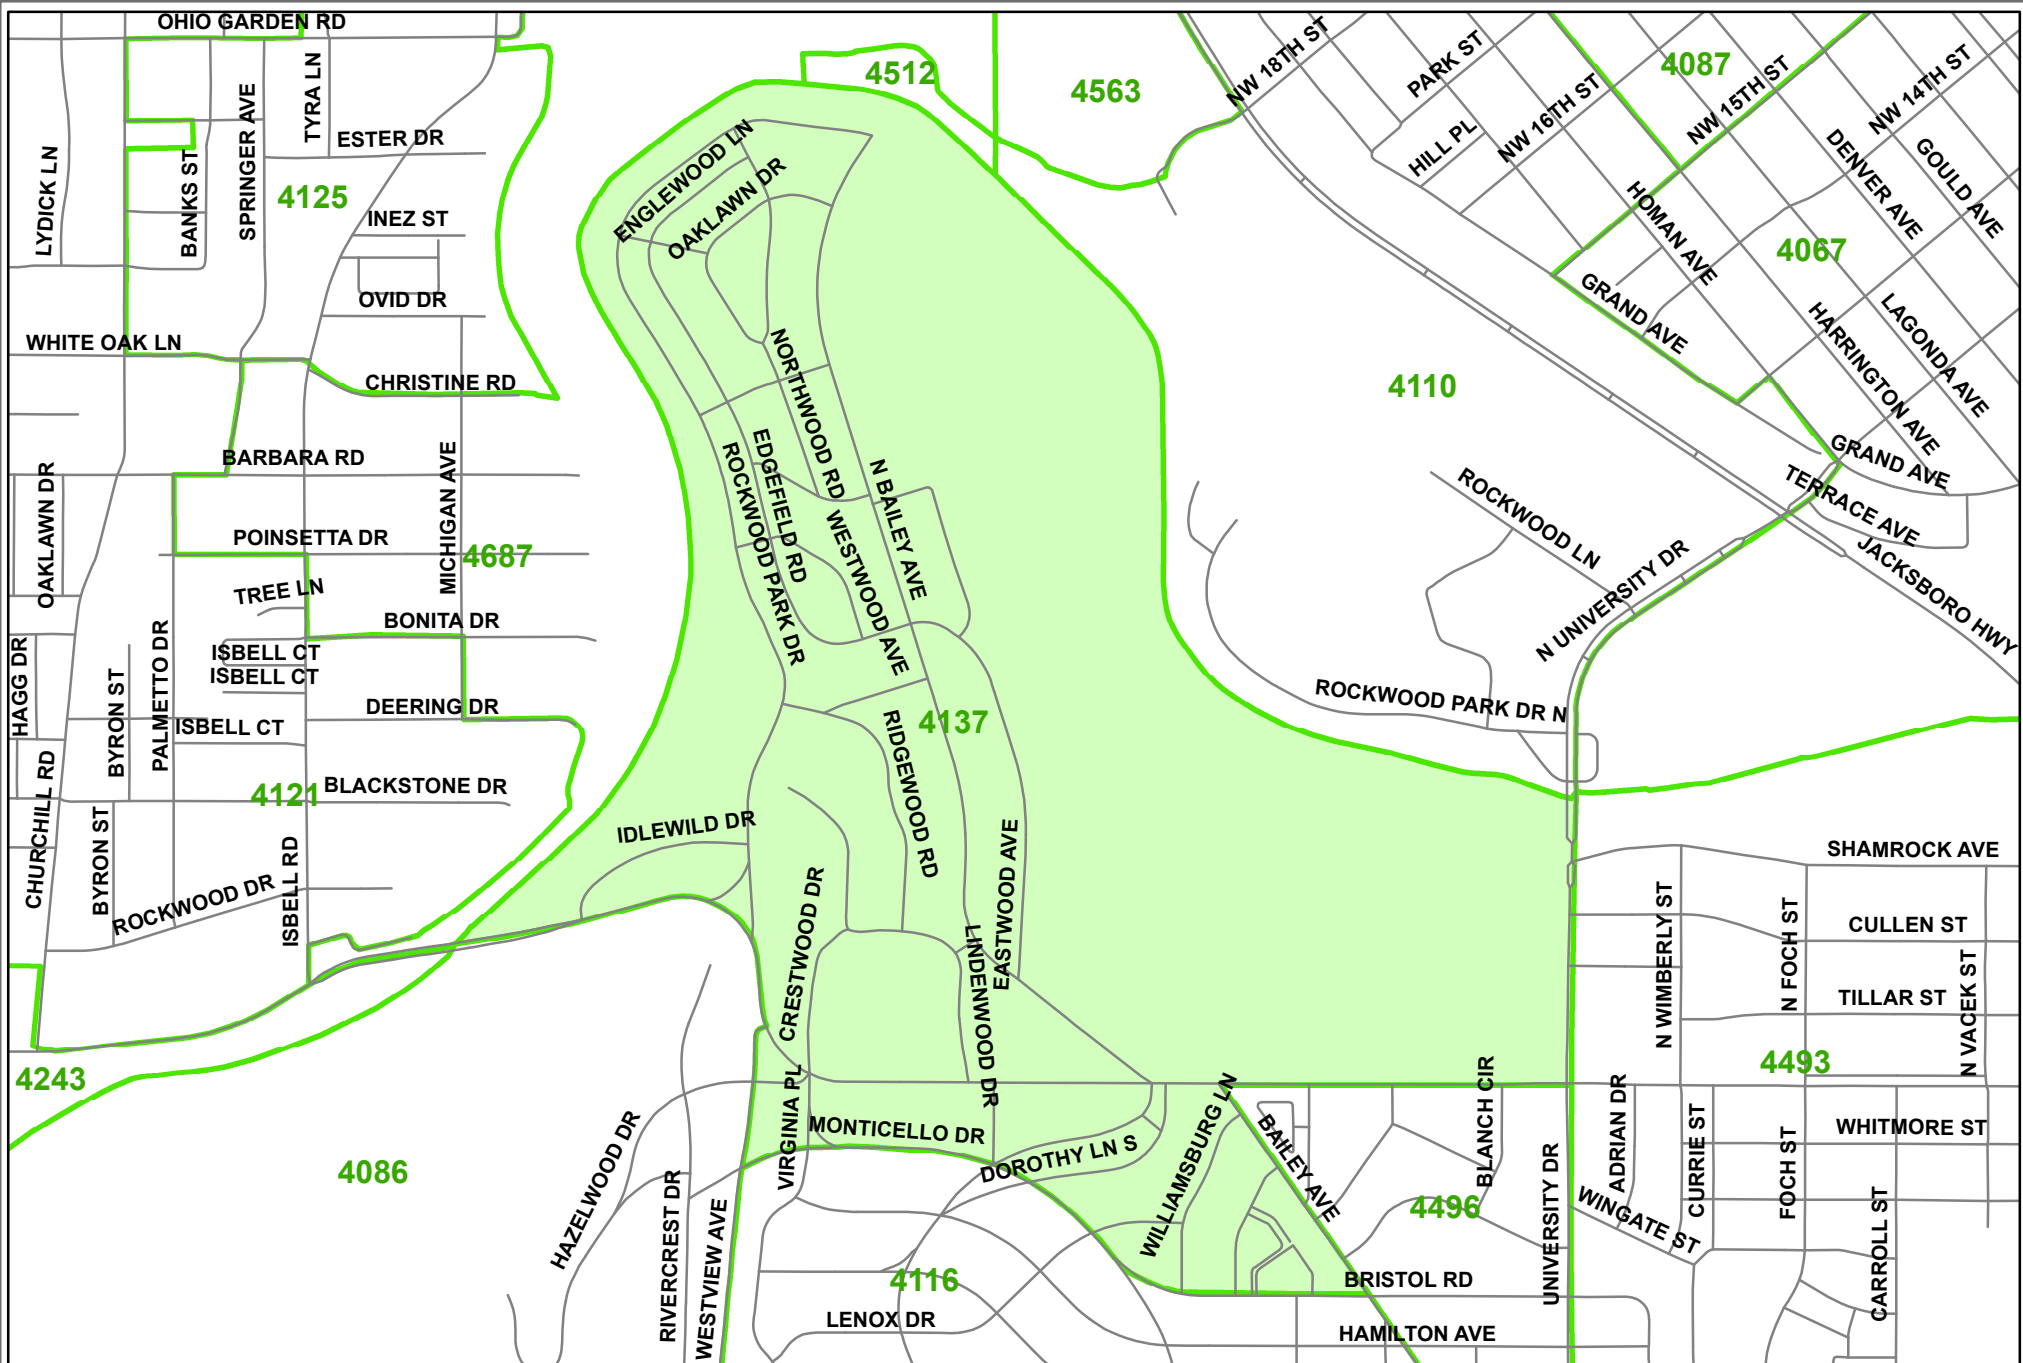 OHIO GARDEN RD
4512
4563
NW 18TH ST
PARK ST
4087
NW 15TH ST
NW 14TH ST
LYDICK LN
BANKS ST
SPRINGER AVE
TYRA LN
ESTER DR
4125
INEZ ST
OVID DR
ENGLEWOOD LN
OAKLAWN DR
HILL PL
NW 16TH ST
DENVER AVE
GOULD AVE
HOMAN AVE
4067
GRAND AVE
HARRINGTON AVE
LAGONDA AVE
WHITE OAK LN
CHRISTINE RD
4110
NORTHWOOD RD
BARBARA RD
OAKLAWN DR
MICHIGAN AVE
EDGEFIELD RD
ROCKWOOD PARK DR
N BAILEY AVE
WESTWOOD AVE
GRAND AVE
TERRACE AVE
ROCKWOOD LN
JACKSBORO HWY
N UNIVERSITY DR
POINSETTA DR
4687
TREE LN
BONITA DR
ISBELL CT
ISBELL CT
HAGG DR
BYRON ST
PALMETTO DR
DEERING DR
ISBELL CT
4137
RIDGEWOOD RD
ROCKWOOD PARK DR N
4121
BLACKSTONE DR
CHURCHILL RD
BYRON ST
ROCKWOOD DR
ISBELL RD
IDLEWILD DR
CRESTWOOD DR
EASTWOOD AVE
LINDENWOOD DR
SHAMROCK AVE
N WIMBERLY ST
N FOCH ST
CULLEN ST
TILLAR ST
N VACEK ST
4493
4243
4086
HAZELWOOD DR
RIVERCREST DR
WESTVIEW AVE
VIRGINIA PL
MONTICELLO DR
DOROTHY LN S
WILLIAMSBURG LN
BAILEY AVE
BLANCH CIR
4496
UNIVERSITY DR
ADRIAN DR
CURRIE ST
FOCH ST
WHITMORE ST
WINGATE ST
CARROLL ST
4116
LENOX DR
BRISTOL RD
HAMILTON AVE